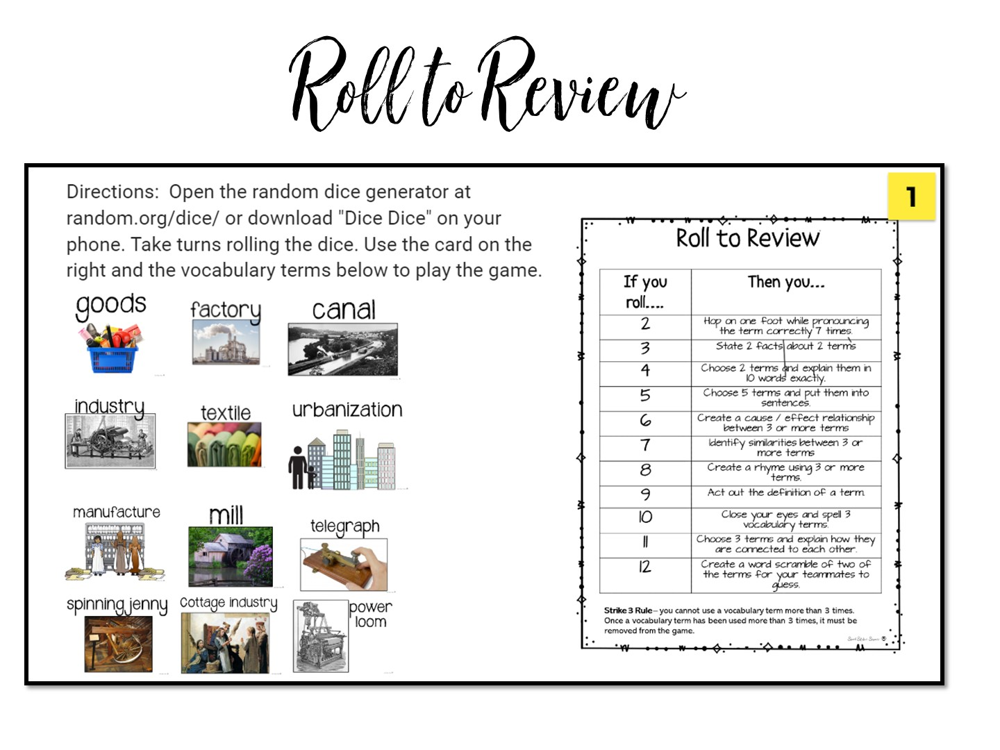 Roll to Review
Directions:  Open the random dice generator at
random.org/dice/ or download "Dice Dice" on your
phone. Take turns rolling the dice. Use the card on the
right and the vocabulary terms below to play the game.
goods
factory
canal
industry
textile
urbanization
manufacture
mill
telegraph
spinning jenny
Cottage industry
power
loom
1
Roll to Review
If you
roll....
Then you...
2
Hop on one foot while pronouncing
the term correctly 7 times.
3
State 2 facts about 2 terms
4
Choose 2 terms and explain them in
10 words exactly.
5
Choose 5 terms and put them into
sentences.
6
Create a cause / effect relationship
between 3 or more terms
7
Identify similarities between 3 or
more terms
8
Create a rhyme using 3 or more
terms.
9
Act out the definition of a term.
10
Close your eyes and spell 3
vocabulary terms.
11
Choose 3 terms and explain how they
are connected to each other.
12
Create a word scramble of two of
the terms for your teammates to
guess.
Strike 3 Rule– you cannot use a vocabulary term more than 3 times.
Once a vocabulary term has been used more than 3 times, it must be
removed from the game.